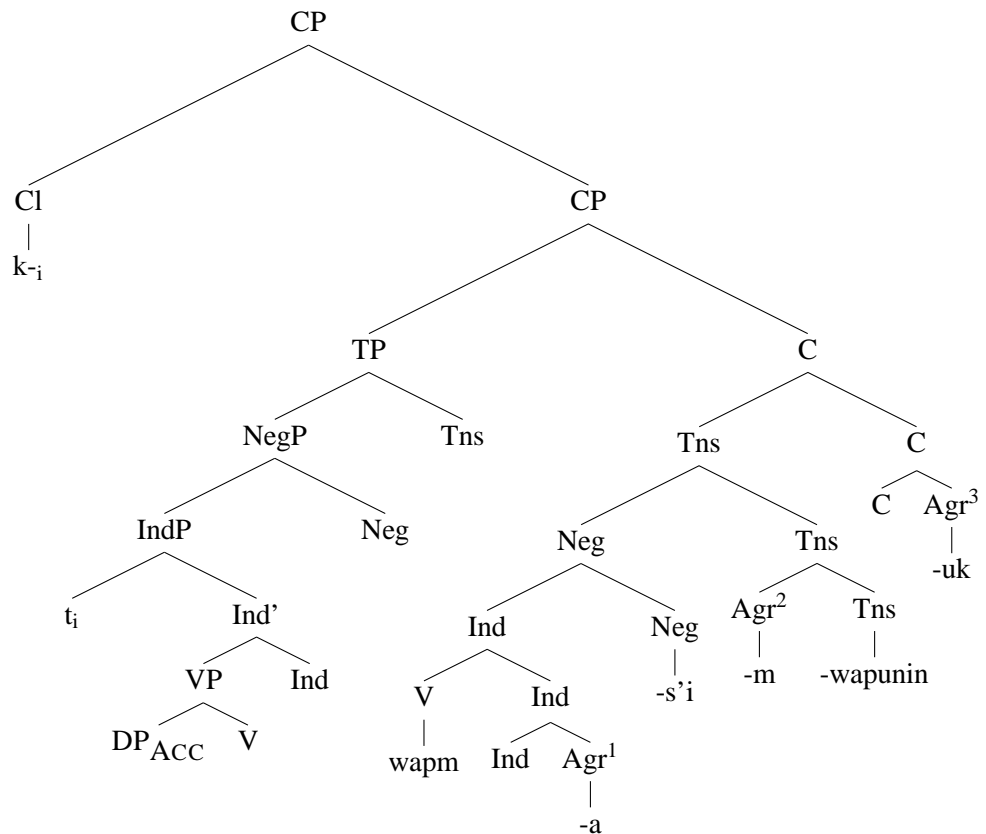 CP
Cl CP
k-i
TP C
NegP Tns Tns C
IndP Neg Neg Tns C Agr3
-uk
ti Ind’ Ind Neg Agr2 Tns
VP Ind V Ind -s’i -m -wapunin
DPACC V wapm Ind Agr1
-a